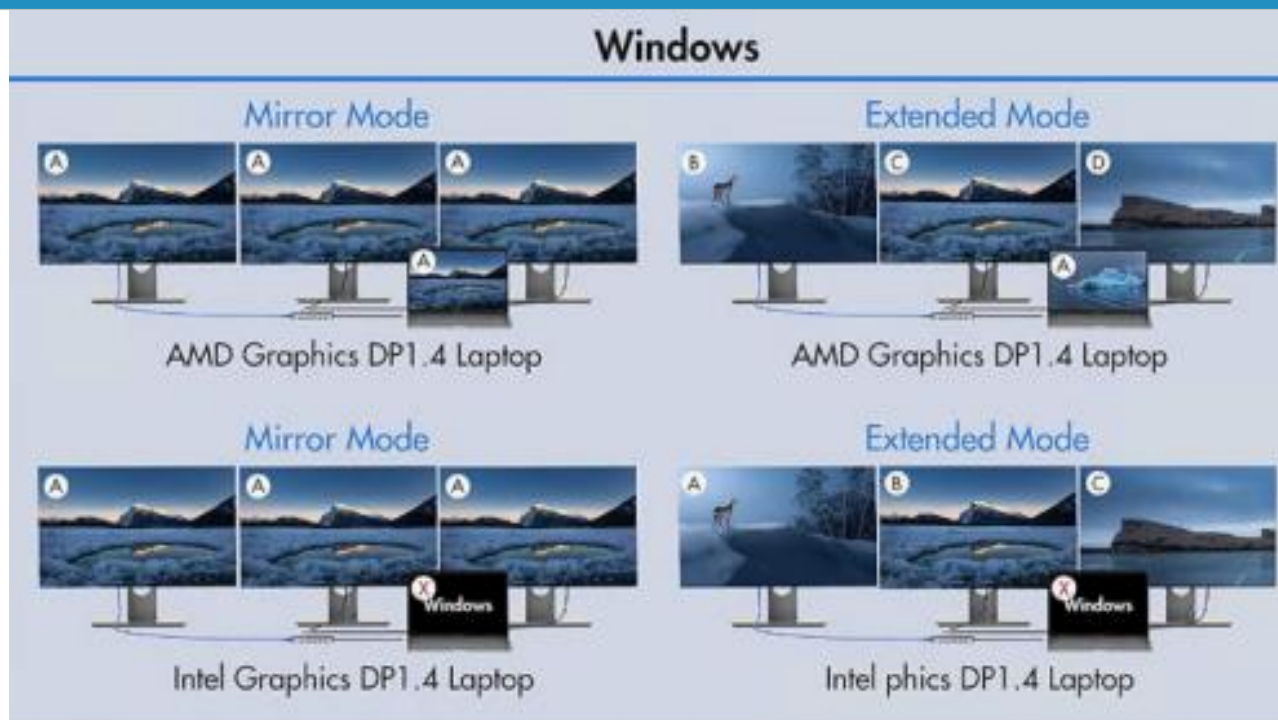 Windows
Mirror Mode
Extended Mode
A
A
A
A
B
C
D
A
AMD Graphics DP1.4 Laptop
AMD Graphics DP1.4 Laptop
Mirror Mode
Extended Mode
A
A
A
X
Windows
A
B
C
X
Windows
Intel Graphics DP1.4 Laptop
Intel phics DP1.4 Laptop